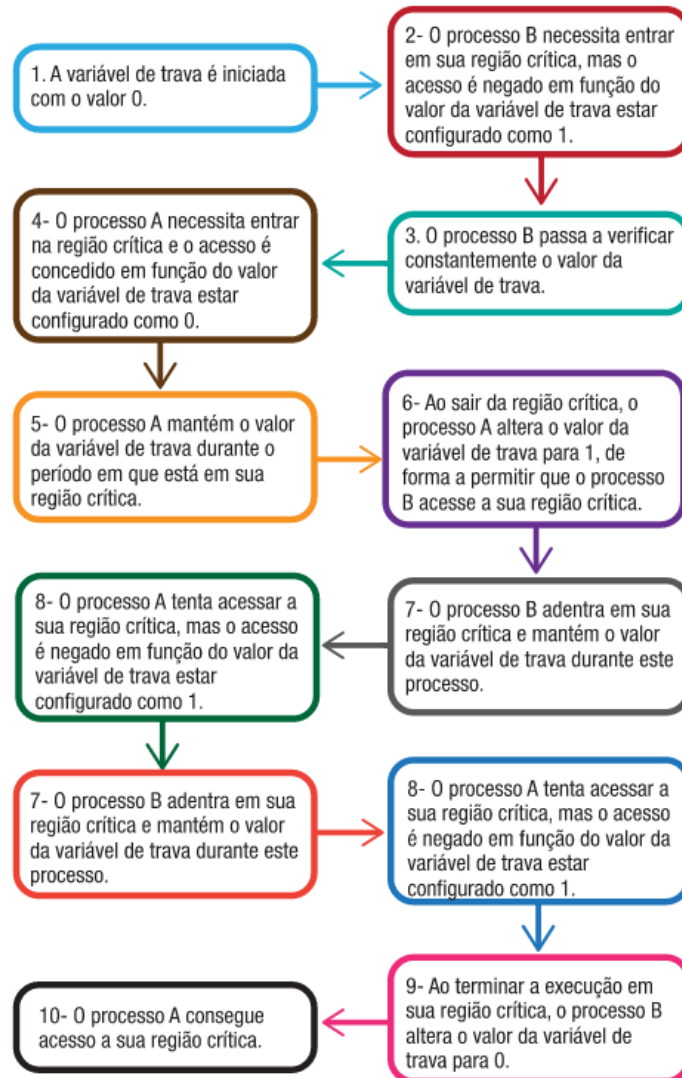 1. A variável de trava é iniciada
com o valor 0.
2- O processo B necessita entrar
em sua região crítica, mas o
acesso é negado em função do
valor da variável de trava estar
configurado como 1.
3. O processo B passa a verificar
constantemente o valor da
variável de trava.
4- O processo A necessita entrar
na região crítica e o acesso é
concedido em função do valor
da variável de trava estar
configurado como 0.
5- O processo A mantém o valor
da variável de trava durante o
período em que está em sua
região crítica.
6- Ao sair da região crítica, o
processo A altera o valor da
variável de trava para 1, de
forma a permitir que o processo
B acesse a sua região crítica.
7- O processo B adentra em sua
região crítica e mantém o valor
da variável de trava durante este
processo.
8- O processo A tenta acessar a
sua região crítica, mas o acesso
é negado em função do valor da
variável de trava estar
configurado como 1.
7- O processo B adentra em sua
região crítica e mantém o valor
da variável de trava durante este
processo.
8- O processo A tenta acessar a
sua região crítica, mas o acesso
é negado em função do valor da
variável de trava estar
configurado como 1.
9- Ao terminar a execução em
sua região crítica, o processo B
altera o valor da variável de
trava para 0.
10- O processo A consegue
acesso a sua região crítica.